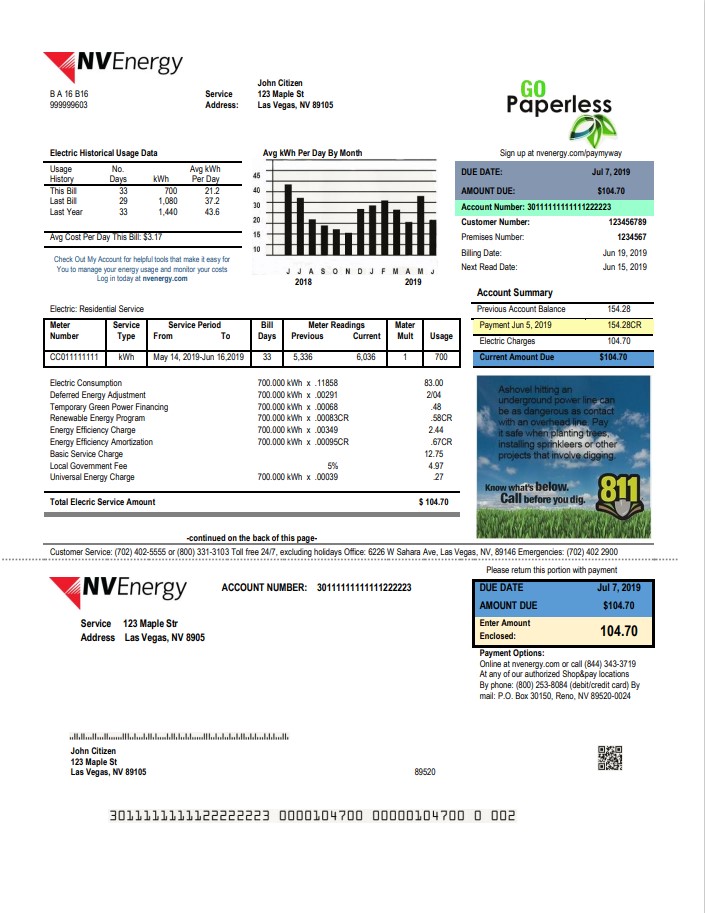 NVEnergy
B A 16 B16
999999603
Service Address:
John Citizen
123 Maple St
Las Vegas, NV 89105
GO
Paperless
Sign up at nvenergy.com/paymyway
Electric Historical Usage Data
Usage History No. Days kWh Avg kWh Per Day
This Bill 33 700 21.2
Last Bill 29 1,080 37.2
Last Year 33 1,440 43.6
Avg Cost Per Day This Bill: $3.17
Check Out My Account for helpful tools that make it easy for
You to manage your energy usage and monitor your costs
Log in today at nvenergy.com
Avg kWh Per Day By Month
45
40
30
35
20
15
10
J J A S O N D J F M A M J
2018 2019
DUE DATE: Jul 7, 2019
AMOUNT DUE: $104.70
Account Number: 30111111111111222223
Customer Number: 123456789
Premises Number: 1234567
Billing Date: Jun 19, 2019
Next Read Date: Jun 15, 2019
Account Summary
Previous Account Balance 154.28
Payment Jun 5, 2019 154.28CR
Electric Charges 104.70
Current Amount Due $104.70
Electric: Residential Service
Meter Number Service Type Service Period From To Bill Days Meter Readings Previous Current Mater Mult Usage
CC011111111 kWh May 14, 2019-Jun 16,2019 33 5,336 6,036 1 700
Electric Consumption 700.000 kWh x .11858 83.00
Deferred Energy Adjustment 700.000 kWh x .00291 2/04
Temporary Green Power Financing 700.000 kWh x .00068 .48
Renewable Energy Program 700.000 kWh x .00083CR .58CR
Energy Efficiency Charge 700.000 kWh x .00349 2.44
Energy Efficiency Amortization 700.000 kWh x .00095CR .67CR
Basic Service Charge 12.75
Local Government Fee 5% 4.97
Universal Energy Charge 700.000 kWh x .00039 .27
Total Elecric Service Amount $ 104.70
Ashovel hitting an
underground power line can
be as dangerous as contact
with an overhead line. Pay
it safe when planting trees,
installing sprinklers or other
projects that involve digging.
Know what's below.
Call before you dig.
811
-continued on the back of this page-
Customer Service: (702) 402-5555 or (800) 331-3103 Toll free 24/7, excluding holidays Office: 6226 W Sahara Ave, Las Vegas, NV, 89146 Emergencies: (702) 402 2900
Please return this portion with payment
NVEnergy
ACCOUNT NUMBER: 30111111111111222223
Service 123 Maple Str
Address Las Vegas, NV 8905
DUE DATE Jul 7, 2019
AMOUNT DUE $104.70
Enter Amount Enclosed: 104.70
Payment Options:
Online at nvenergy.com or call (844) 343-3719
At any of our authorized Shop&pay locations
By phone: (800) 253-8084 (debit/credit card) By
mail: P.O. Box 30150, Reno, NV 89520-0024
John Citizen
123 Maple St
Las Vegas, NV 89105
89520
3011111111122222223 0000104700 00000104700 0 002